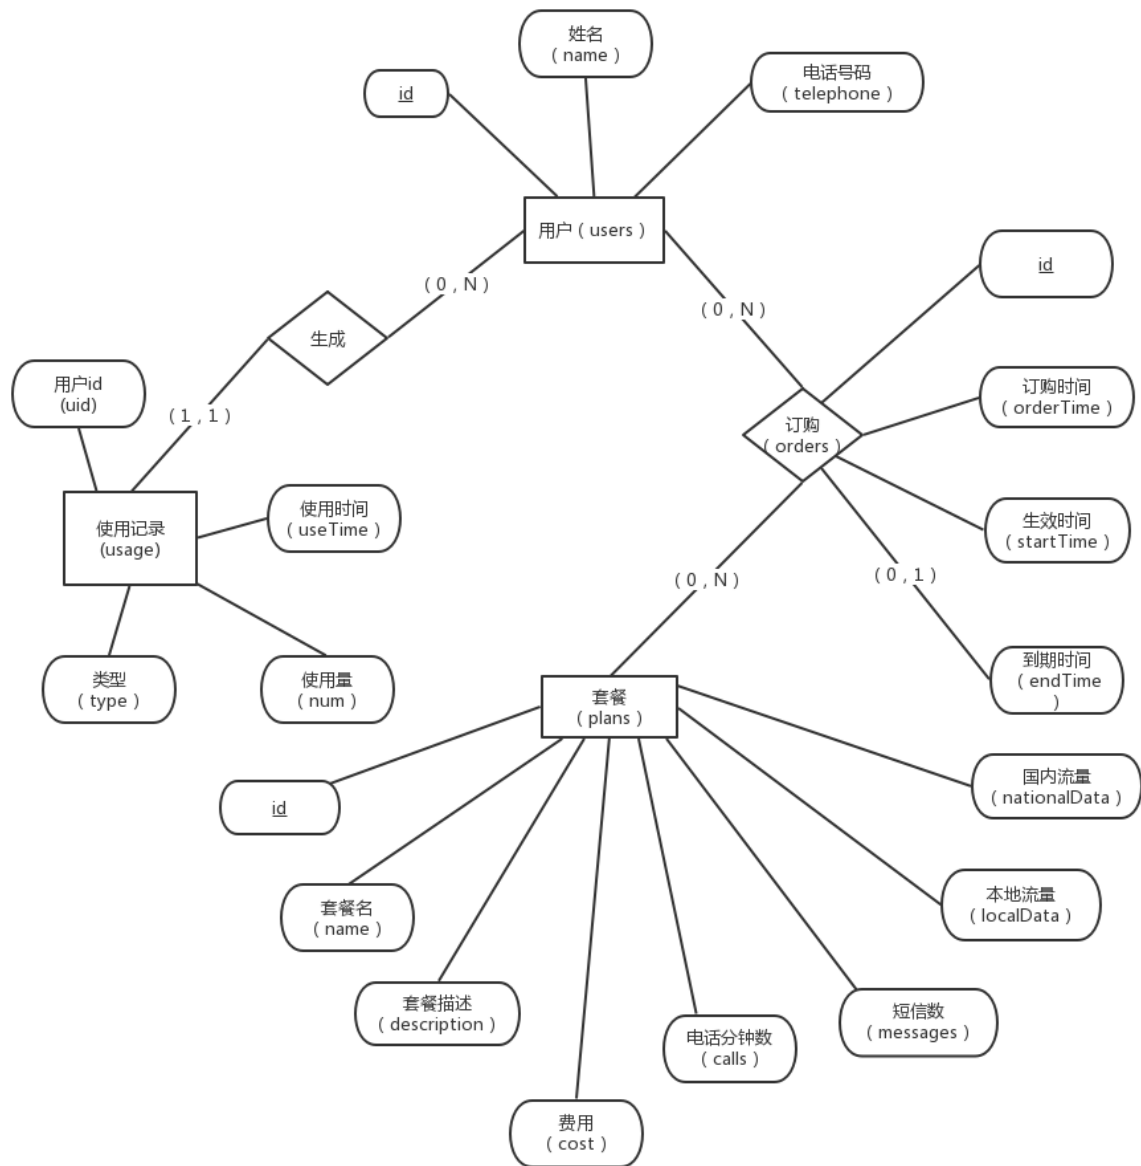 姓名
（name）
id
电话号码
（telephone）
用户（users）
id
（0，N）
（0，N）
生成
用户id
(uid)
（1，1）
订购时间
（orderTime）
订购
（orders）
使用记录
(usage)
使用时间
（useTime）
生效时间
（startTime）
（0，N）
（0，1）
类型
（type）
使用量
（num）
到期时间
（endTime
）
套餐
（plans）
国内流量
（nationalData）
id
本地流量
（localData）
套餐名
（name）
套餐描述
（description）
短信数
（messages）
电话分钟数
（calls）
费用
（cost）